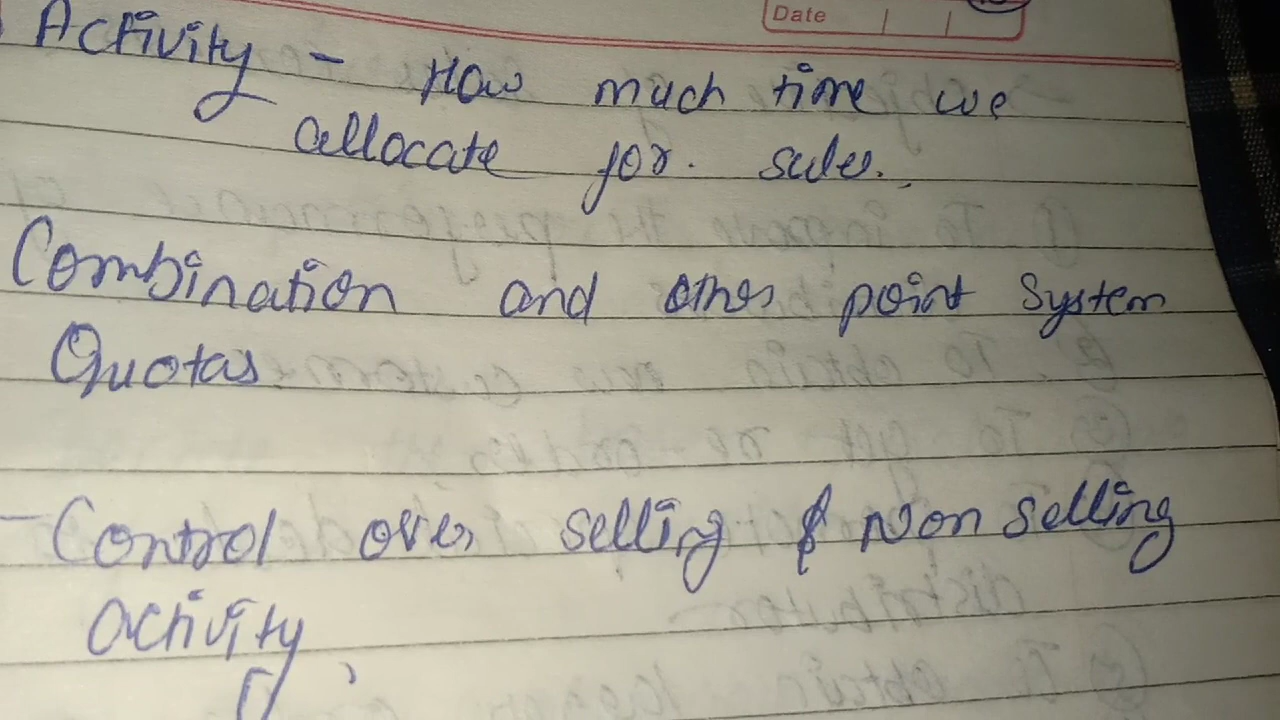 Date
Activity - How much time we
allocate for. sales.
Combination and other point System
Quotas
- Control over selling & Non selling
activity